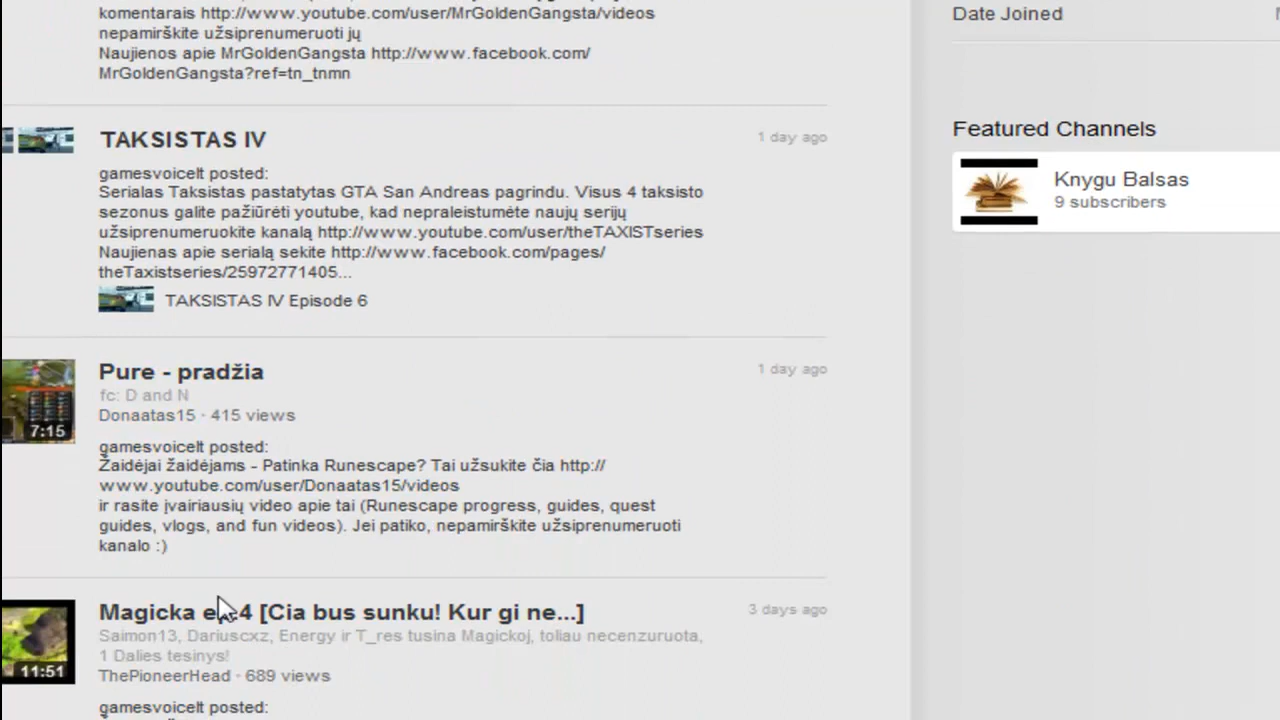 komentarais http://www.youtube.com/user/MrGoldenGangsta/videos
nepamirškite užsiprenumeruoti jų
Naujienos apie MrGoldenGangsta http://www.facebook.com/
MrGoldenGangsta?ref=tn_tnmn
TAKSISTAS IV
1 day ago
gamesvoicelt posted:
Serialas Taksistas pastatytas GTA San Andreas pagrindu. Visus 4 taksisto
sezonus galite pažiūrėti youtube, kad nepraleistumėte naujų serijų
užsiprenumeruokite kanalą http://www.youtube.com/user/theTAXISTseries
Naujienas apie serialą sekite http://www.facebook.com/pages/
theTaxistseries/25972771405...
TAKSISTAS IV Episode 6
Pure - pradžia
1 day ago
fc: D and N
Donaatas15 · 415 views
7:15
gamesvoicelt posted:
Žaidėjai žaidėjams - Patinka Runescape? Tai užsukite čia http://
www.youtube.com/user/Donaatas15/videos
ir rasite įvairiausių video apie tai (Runescape progress, guides, quest
guides, vlogs, and fun videos). Jei patiko, nepamirškite užsiprenumeruoti
kanalo :)
Magicka 4 [Cia bus sunku! Kur gi ne...]
3 days ago
Saimon13, Dariuscxz, Energy ir T_res tusina Magickoj, toliau necenzuruota,
1 Dalies tesinys!
11:51
ThePioneerHead · 689 views
gamesvoicelt posted:
Date Joined
Featured Channels
Knygu Balsas
9 subscribers